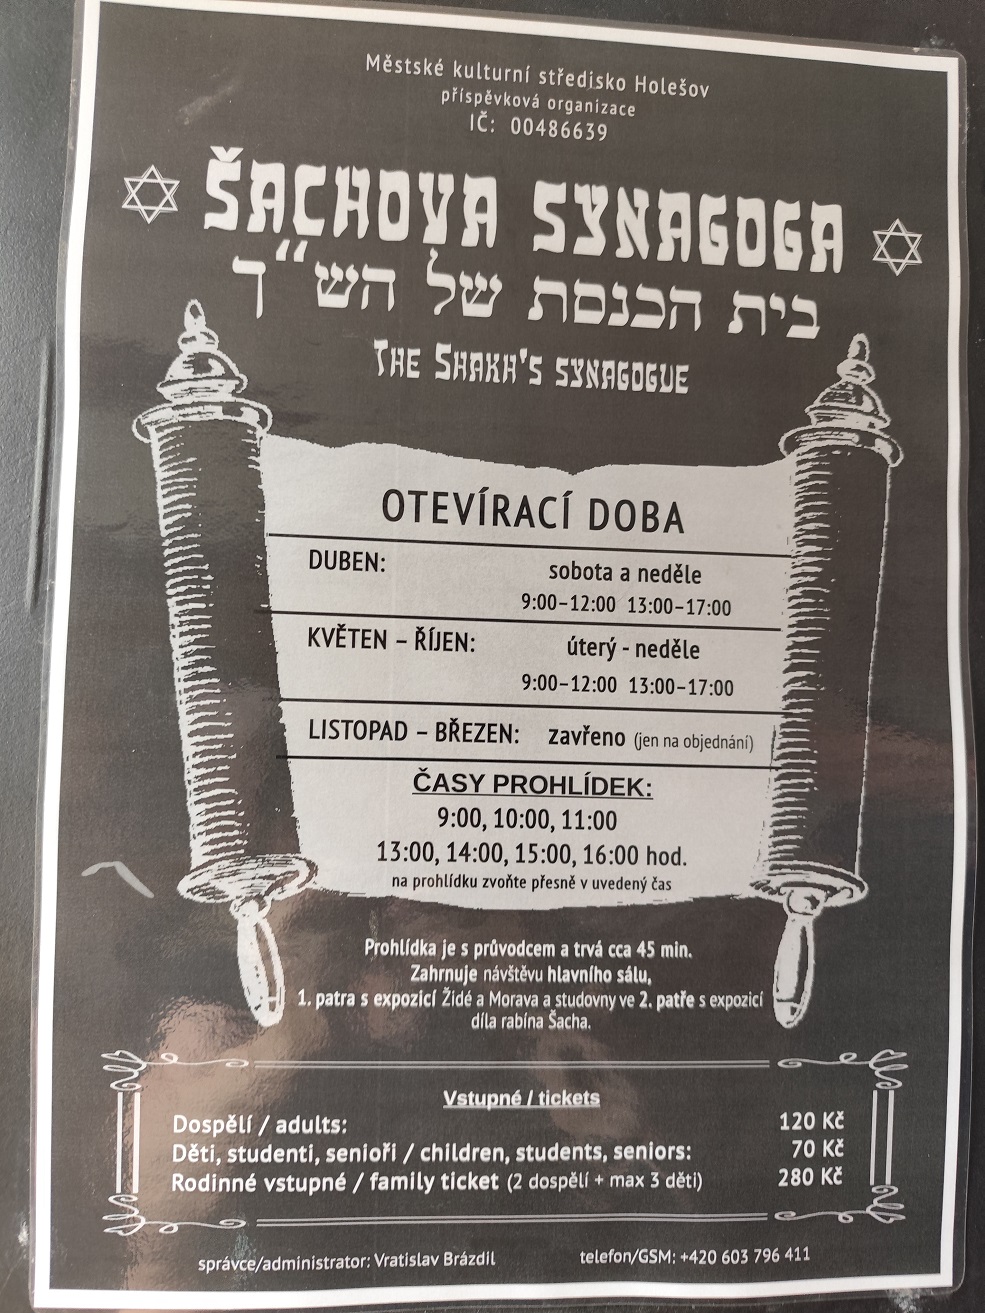 Městské kulturní středisko Holešov
příspěvková organizace
IČ: 00486639
ŠACHOVA SYNAGOGA
בית הכנסת של הש״ך
THE SHAKH'S SYNAGOGUE
OTEVÍRACÍ DOBA
DUBEN: sobota a neděle
9:00–12:00 13:00–17:00
KVĚTEN – ŘÍJEN: úterý - neděle
9:00–12:00 13:00–17:00
LISTOPAD – BŘEZEN: zavřeno (jen na objednání)
ČASY PROHLÍDEK:
9:00, 10:00, 11:00
13:00, 14:00, 15:00, 16:00 hod.
na prohlídku zvoňte přesně v uvedený čas
Prohlídka je s průvodcem a trvá cca 45 min.
Zahrnuje návštěvu hlavního sálu,
1. patra s expozicí Židé a Morava a studovny ve 2. patře s expozicí
díla rabína Šacha.
Vstupné / tickets
Dospělí / adults: 120 Kč
Děti, studenti, senioři / children, students, seniors: 70 Kč
Rodinné vstupné / family ticket (2 dospělí + max 3 děti) 280 Kč
správce/administrator: Vratislav Brázdil telefon/GSM: +420 603 796 411